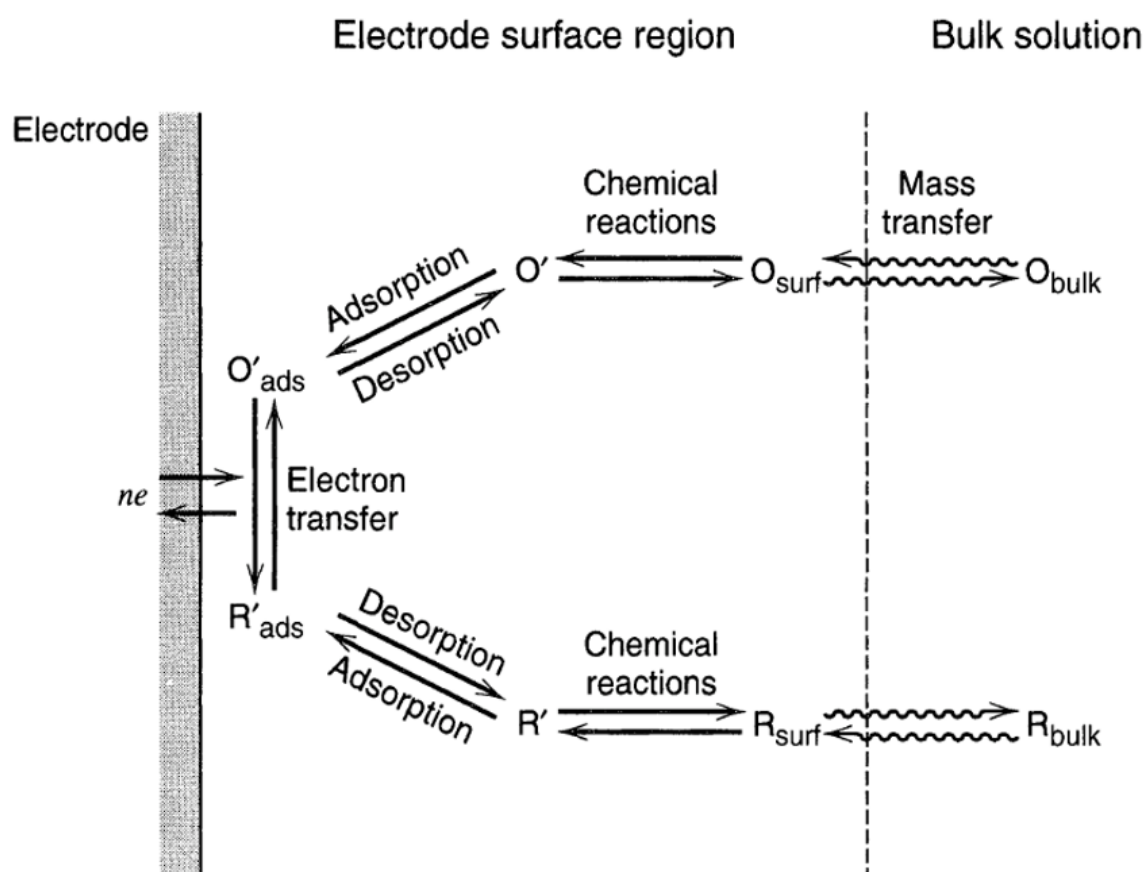 Electrode surface region
Bulk solution
Electrode
Chemical
reactions
Mass
transfer
Adsorption
Desorption
O′
O_surf
O_bulk
O′_ads
ne
Electron
transfer
R′_ads
Desorption
Adsorption
Chemical
reactions
R′
R_surf
R_bulk